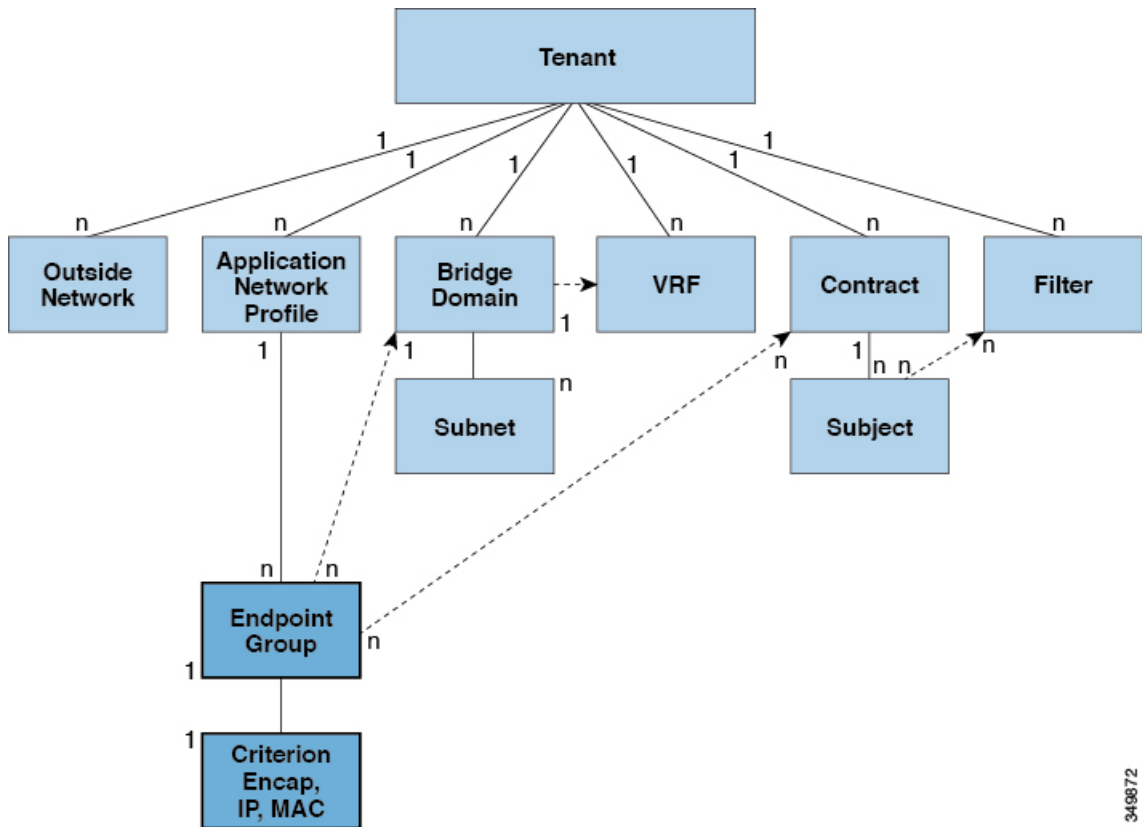 Tenant
1
1
1
1
1
1
n
n
n
n
n
n
Outside
Network
Application
Network
Profile
Bridge
Domain
VRF
Contract
Filter
1
1
1
n
1
n
n
n
n
Subnet
Subject
n
n
Endpoint
Group
n
1
1
Criterion
Encap,
IP, MAC
349872